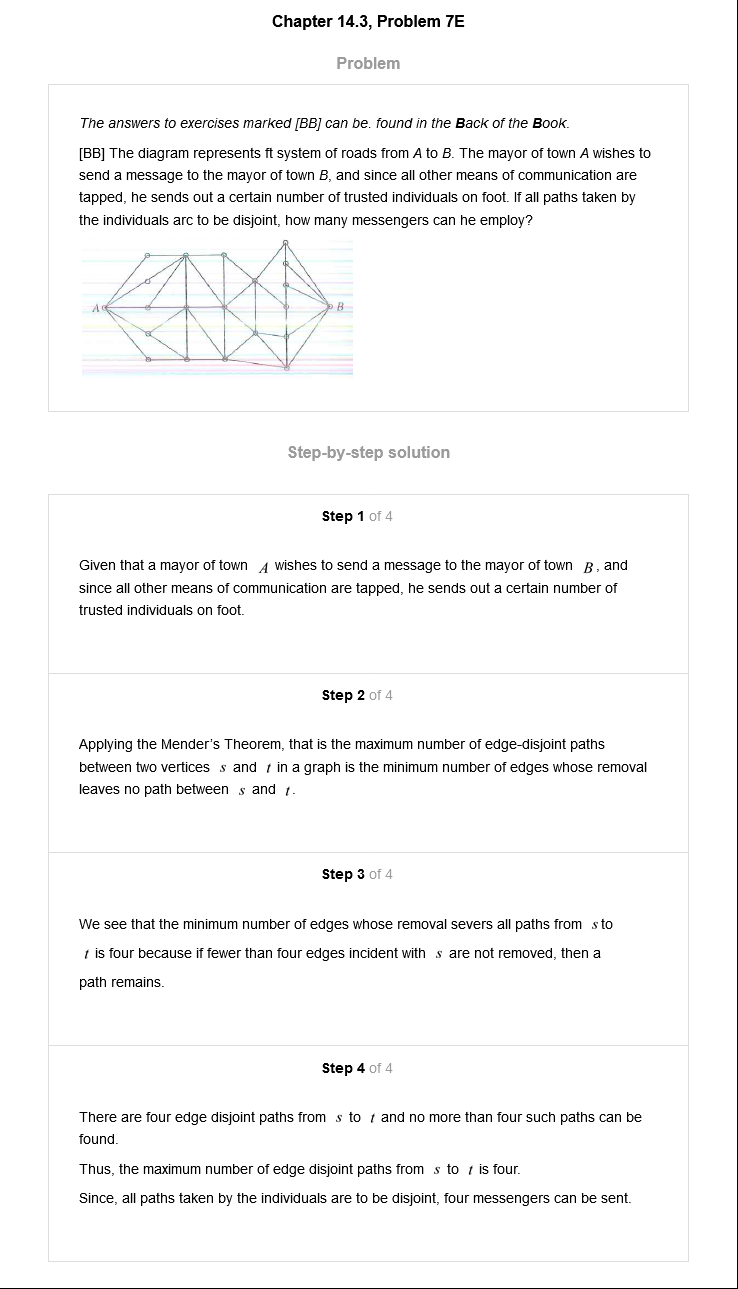 Chapter 14.3, Problem 7E
Problem
The answers to exercises marked [BB] can be. found in the Back of the Book.
[BB] The diagram represents ft system of roads from A to B. The mayor of town A wishes to
send a message to the mayor of town B, and since all other means of communication are
tapped, he sends out a certain number of trusted individuals on foot. If all paths taken by
the individuals arc to be disjoint, how many messengers can he employ?
A B
Step-by-step solution
Step 1 of 4
Given that a mayor of town A wishes to send a message to the mayor of town B, and
since all other means of communication are tapped, he sends out a certain number of
trusted individuals on foot.
Step 2 of 4
Applying the Mender's Theorem, that is the maximum number of edge-disjoint paths
between two vertices s and t in a graph is the minimum number of edges whose removal
leaves no path between s and t.
Step 3 of 4
We see that the minimum number of edges whose removal severs all paths from s to
t is four because if fewer than four edges incident with s are not removed, then a
path remains.
Step 4 of 4
There are four edge disjoint paths from s to t and no more than four such paths can be
found.
Thus, the maximum number of edge disjoint paths from s to t is four.
Since, all paths taken by the individuals are to be disjoint, four messengers can be sent.